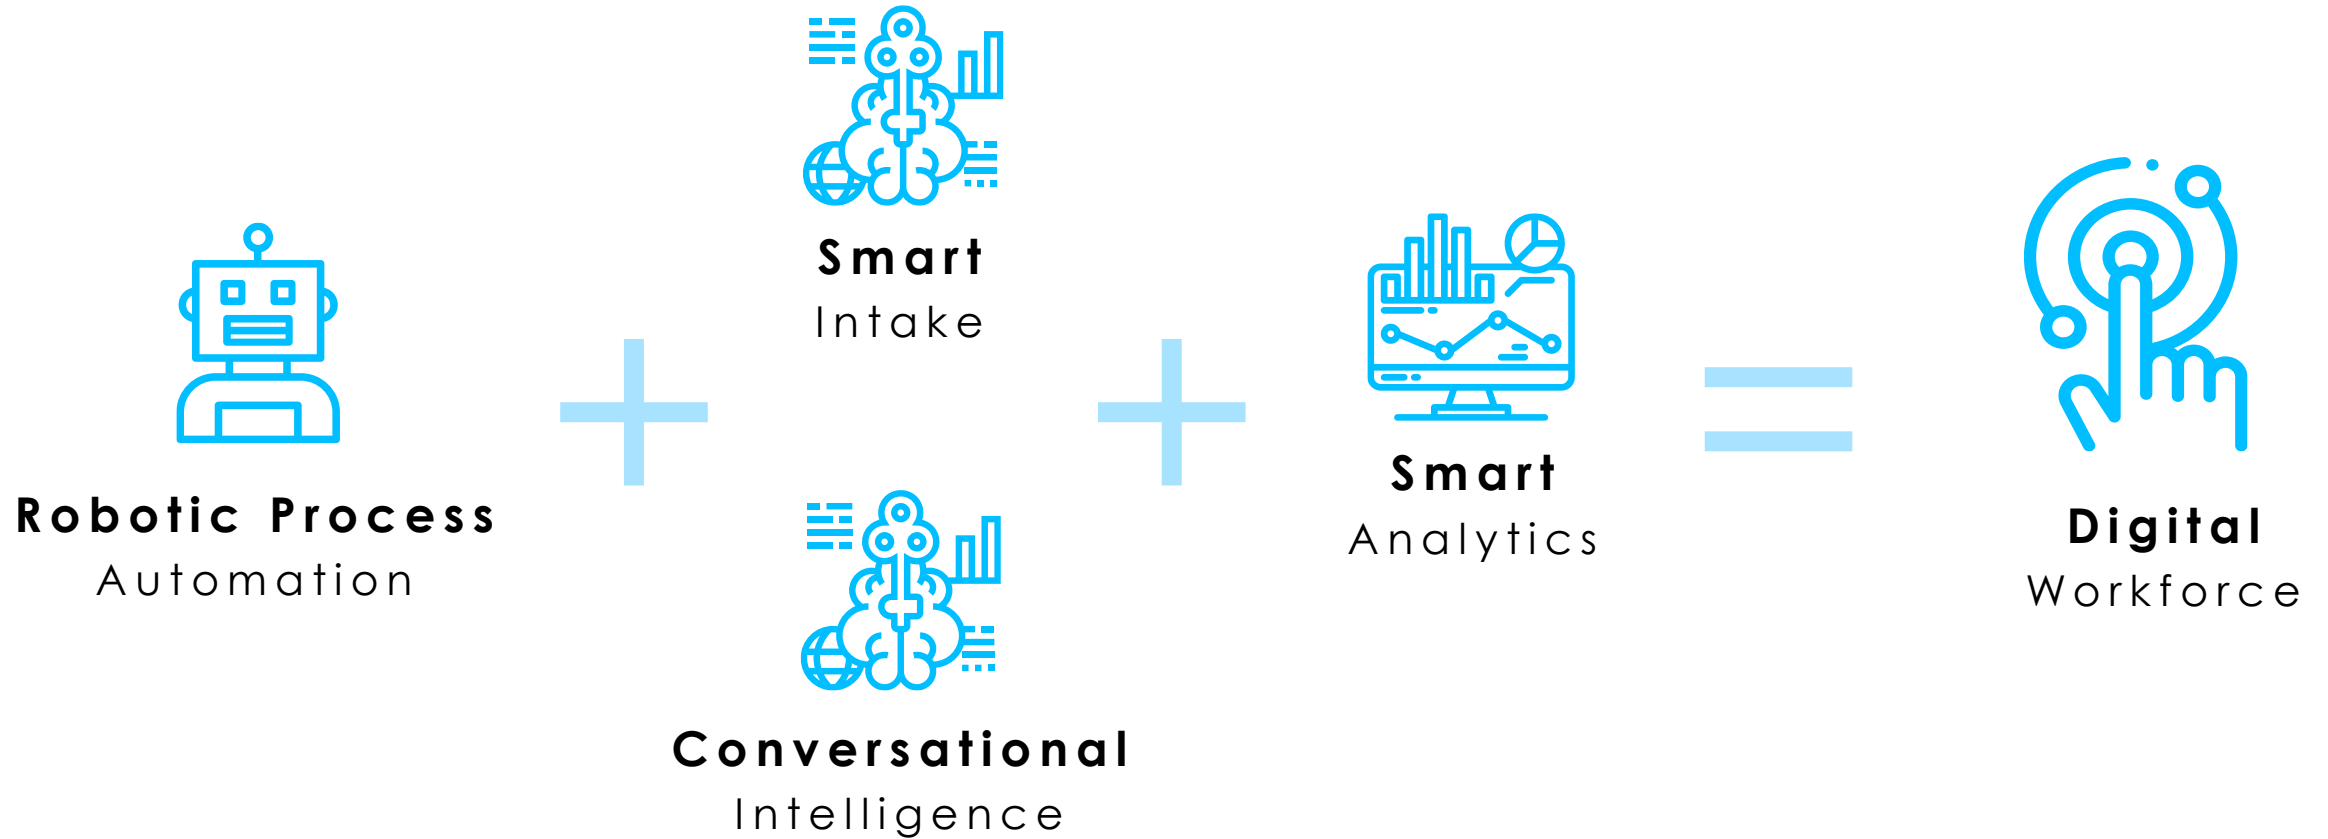 Robotic Process
Automation
Smart
Intake
Conversational
Intelligence
Smart
Analytics
Digital
Workforce